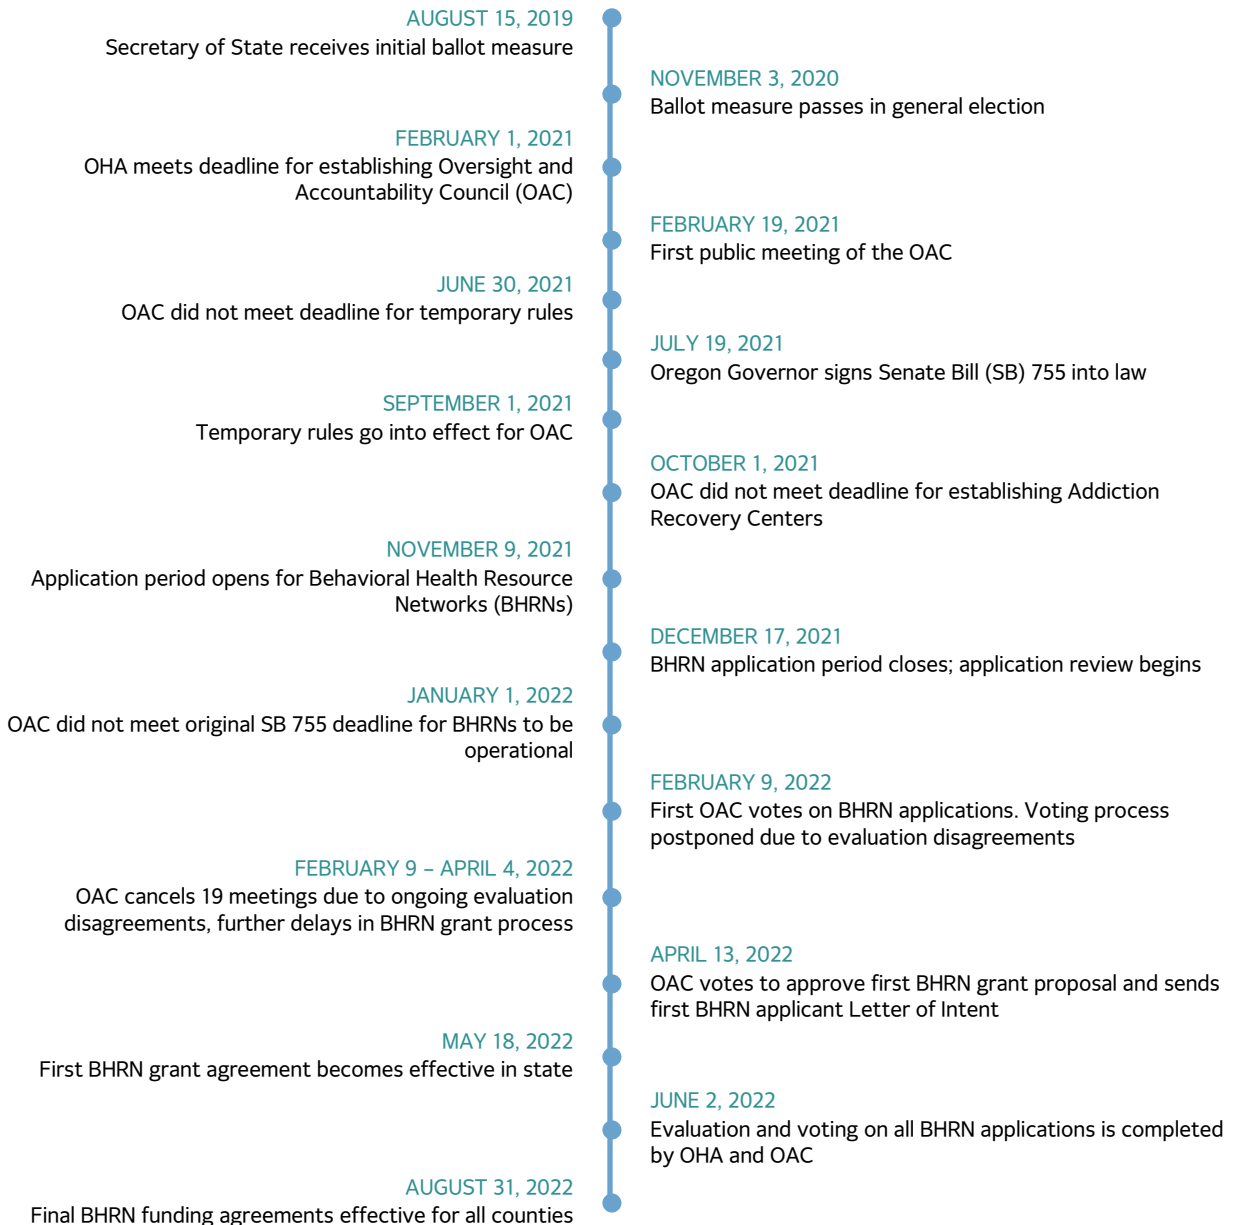 AUGUST 15, 2019
Secretary of State receives initial ballot measure
NOVEMBER 3, 2020
Ballot measure passes in general election
FEBRUARY 1, 2021
OHA meets deadline for establishing Oversight and
Accountability Council (OAC)
FEBRUARY 19, 2021
First public meeting of the OAC
JUNE 30, 2021
OAC did not meet deadline for temporary rules
JULY 19, 2021
Oregon Governor signs Senate Bill (SB) 755 into law
SEPTEMBER 1, 2021
Temporary rules go into effect for OAC
OCTOBER 1, 2021
OAC did not meet deadline for establishing Addiction
Recovery Centers
NOVEMBER 9, 2021
Application period opens for Behavioral Health Resource
Networks (BHRNs)
DECEMBER 17, 2021
BHRN application period closes; application review begins
JANUARY 1, 2022
OAC did not meet original SB 755 deadline for BHRNs to be
operational
FEBRUARY 9, 2022
First OAC votes on BHRN applications. Voting process
postponed due to evaluation disagreements
FEBRUARY 9 – APRIL 4, 2022
OAC cancels 19 meetings due to ongoing evaluation
disagreements, further delays in BHRN grant process
APRIL 13, 2022
OAC votes to approve first BHRN grant proposal and sends
first BHRN applicant Letter of Intent
MAY 18, 2022
First BHRN grant agreement becomes effective in state
JUNE 2, 2022
Evaluation and voting on all BHRN applications is completed
by OHA and OAC
AUGUST 31, 2022
Final BHRN funding agreements effective for all counties